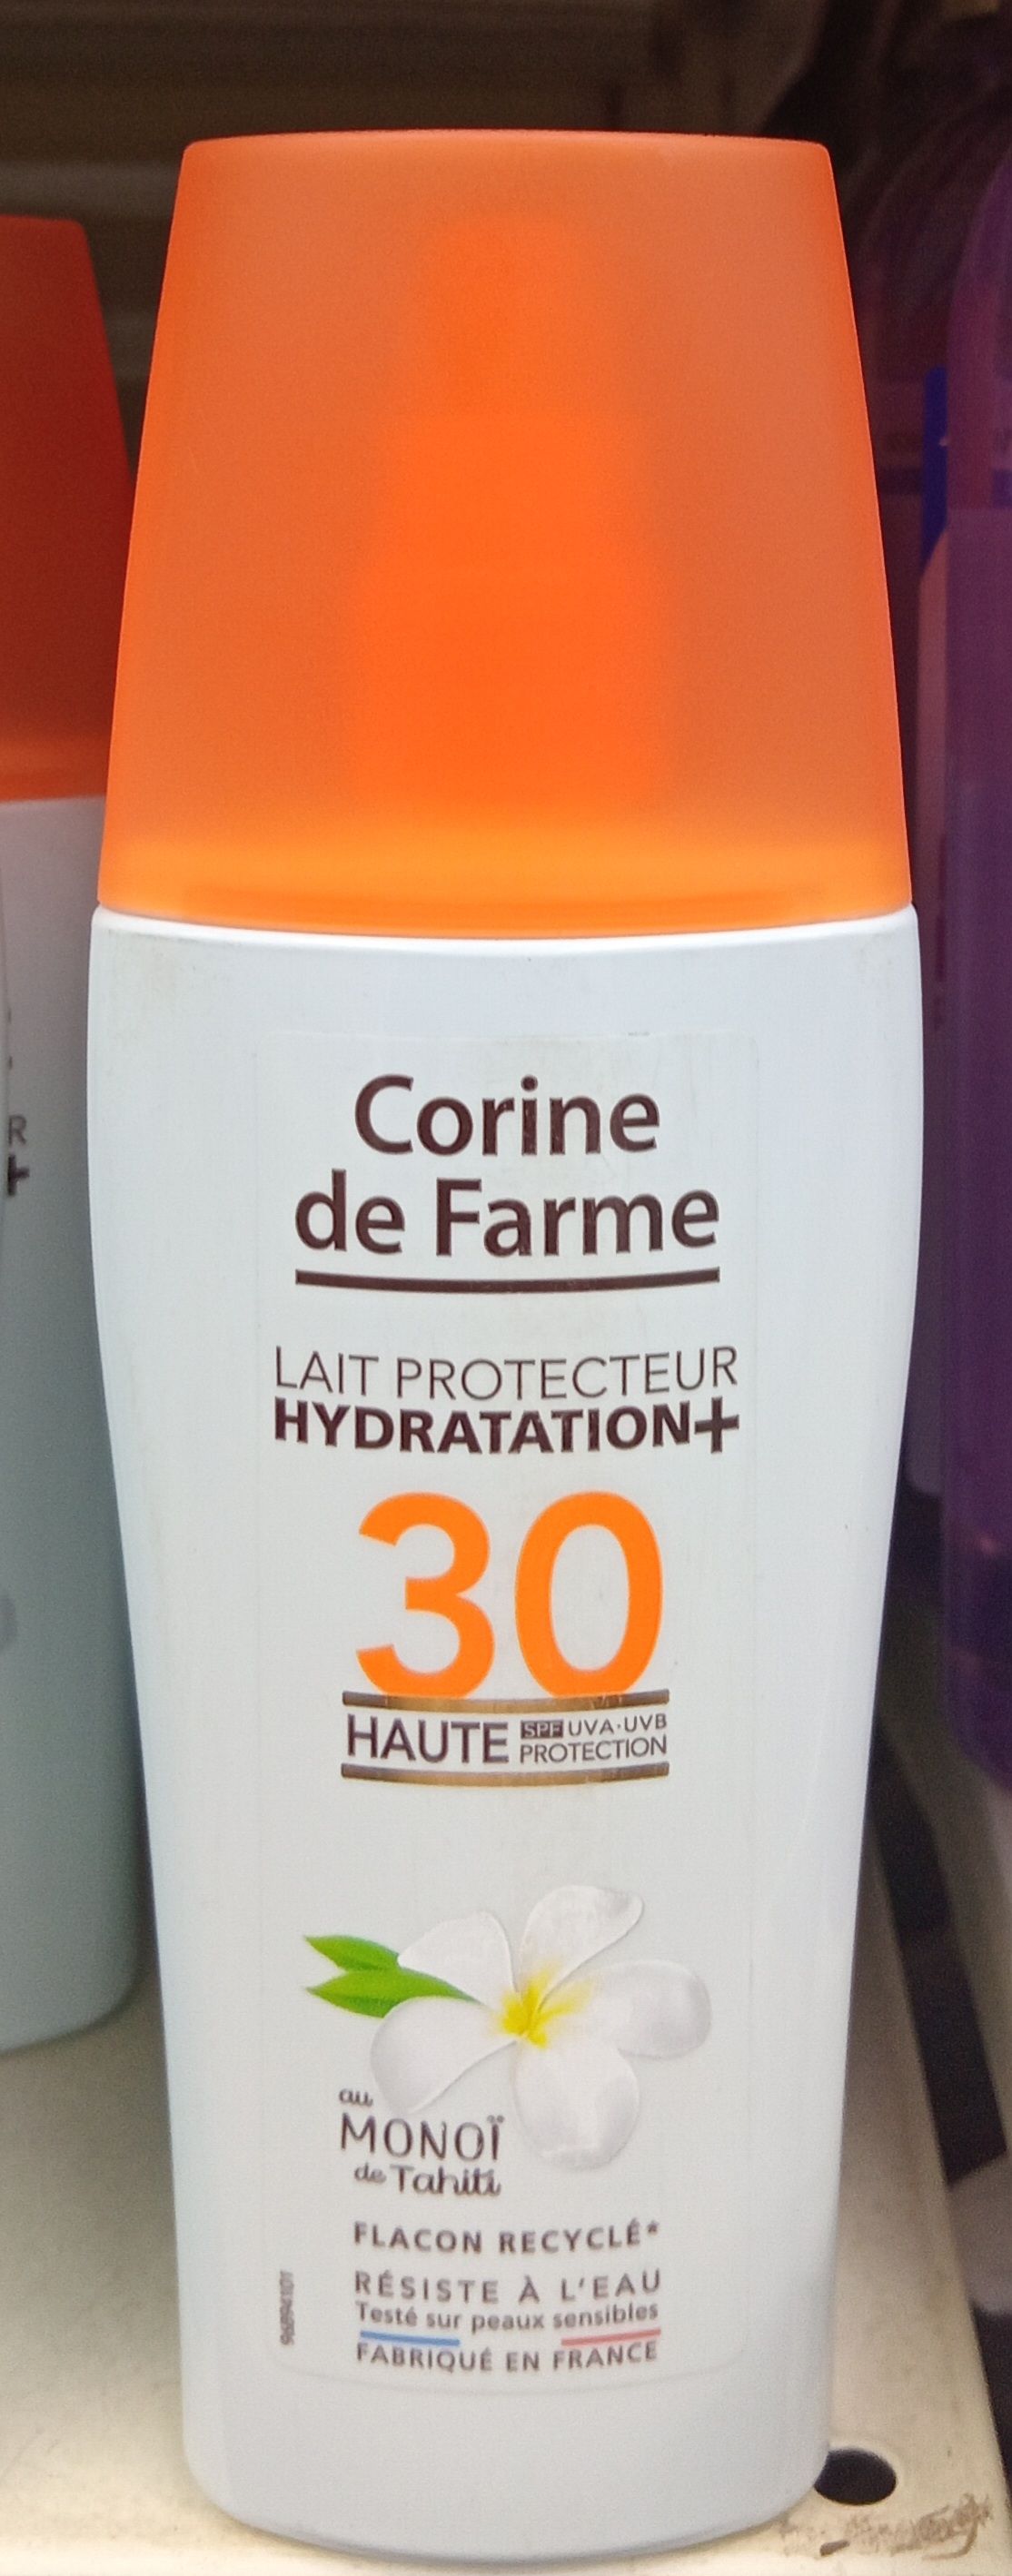 Corine
de Farme
LAIT PROTECTEUR
HYDRATATION+
30
HAUTE SPF UVA·UVB
PROTECTION
au
MONOÏ
de Tahiti
FLACON RECYCLÉ*
RÉSISTE À L'EAU
Testé sur peaux sensibles
FABRIQUÉ EN FRANCE
R
+